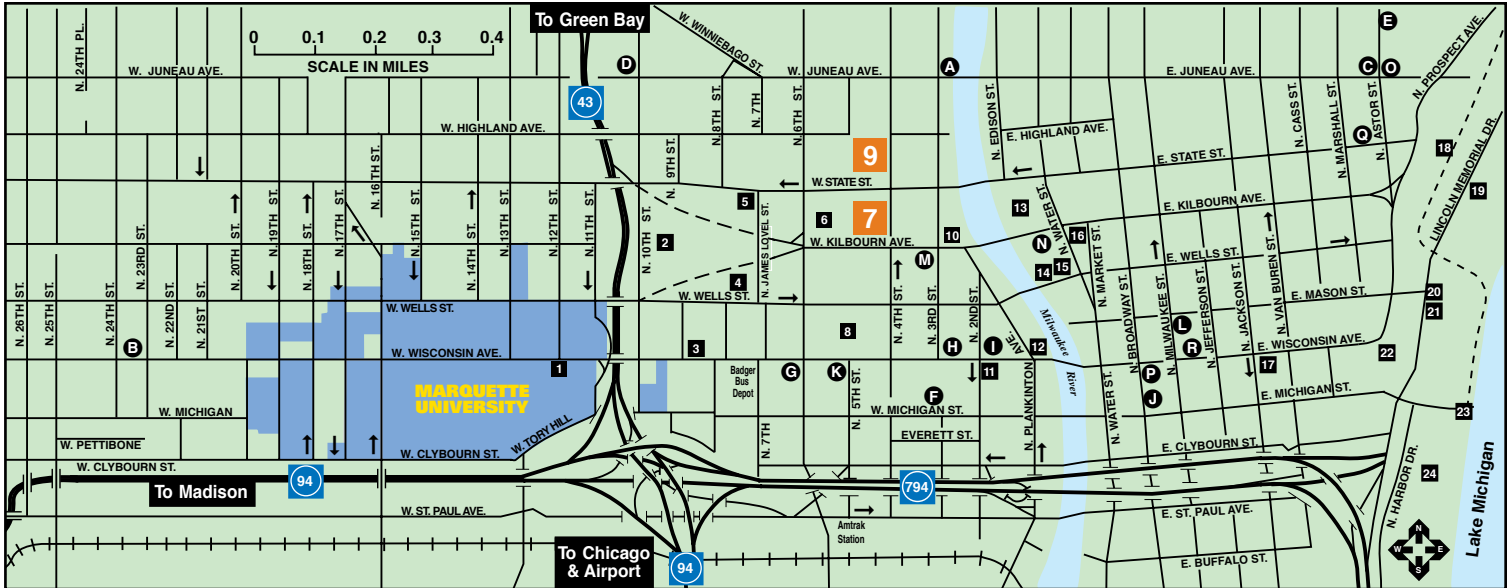 To Green Bay
0 0.1 0.2 0.3 0.4
SCALE IN MILES
N. 24TH PL.
W. WINNIEBAGO ST.
D
E
N. PROSPECT AVE.
W. JUNEAU AVE.
W. JUNEAU AVE.
A
E. JUNEAU AVE.
C
O
43
N. 8TH ST.
N. 7TH ST.
N. 6TH ST.
N. EDISON ST.
N. CASS ST.
N. MARSHALL ST.
N. ASTOR ST.
W. HIGHLAND AVE.
E. HIGHLAND AVE.
Q
9
E. STATE ST.
18
N. 16TH ST.
N. 9TH ST.
W. STATE ST.
19
LINCOLN MEMORIAL DR.
N. 23RD ST.
N. 20TH ST.
N. 19TH ST.
N. 18TH ST.
N. 17TH ST.
N. 15TH ST.
N. 14TH ST.
N. 13TH ST.
N. 12TH ST.
N. 11TH ST.
N. 10TH ST.
5
N. JAMES LOVEL ST.
6
7
13
N. WATER ST.
E. KILBOURN AVE.
2
W. KILBOURN AVE.
10
N
16
M
14
15
E. WELLS ST.
N. MARKET ST.
N. BROADWAY ST.
N. MILWAUKEE ST.
N. JEFFERSON ST.
N. JACKSON ST.
N. VAN BUREN ST.
4
N. 26TH ST.
N. 25TH ST.
N. 24TH ST.
N. 22ND ST.
N. 21ST ST.
W. WELLS ST.
W. WELLS ST.
E. MASON ST.
20
21
N. 4TH ST.
N. 3RD ST.
N. 2ND ST.
Milwaukee River
8
L
B
W. WISCONSIN AVE.
3
H
I
12
R
E. WISCONSIN AVE.
22
1
Badger
Bus
Depot
G
K
11
P
17
MARQUETTE
UNIVERSITY
N. 5TH ST.
F
J
E. MICHIGAN ST.
W. MICHIGAN
W. MICHIGAN ST.
N. PLANKINTON AVE.
N. WATER ST.
23
W. TORY HILL
N. 7TH
EVERETT ST.
W. PETTIBONE
E. CLYBOURN ST.
W. CLYBOURN ST.
W. CLYBOURN ST.
N. HARBOR DR.
24
94
To Madison
794
W. ST. PAUL AVE.
E. ST. PAUL AVE.
Amtrak
Station
To Chicago
& Airport
94
E. BUFFALO ST.
N
W E
S
Lake Michigan